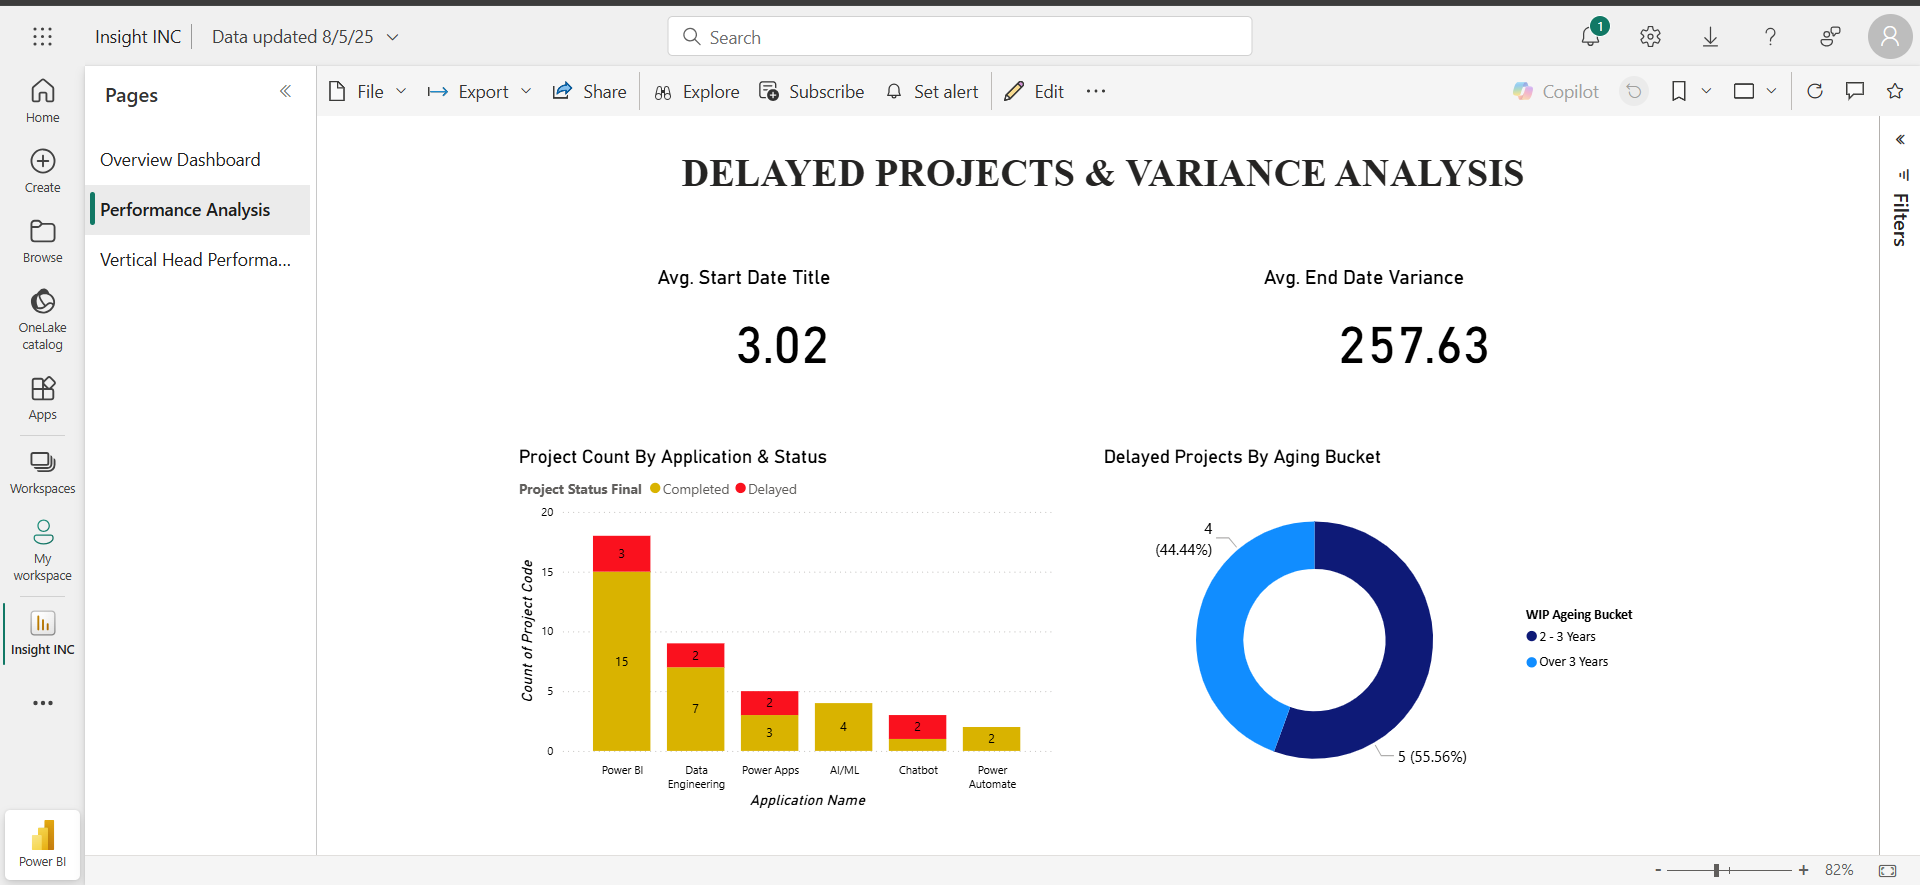 Insight INC
Data updated 8/5/25
Search
1
Home
Create
Browse
OneLake
catalog
Apps
Workspaces
My
workspace
Insight INC
Power BI
Pages
Overview Dashboard
Performance Analysis
Vertical Head Performa...
File
Export
Share
Explore
Subscribe
Set alert
Edit
Copilot
Filters
DELAYED PROJECTS & VARIANCE ANALYSIS
Avg. Start Date Title
3.02
Avg. End Date Variance
257.63
Project Count By Application & Status
Project Status Final Completed Delayed
Count of Project Code
20
15
10
5
0
3
15
2
7
2
3
4
2
2
Power BI
Data
Engineering
Power Apps
AI/ML
Chatbot
Power
Automate
Application Name
Delayed Projects By Aging Bucket
4
(44.44%)
5 (55.56%)
WIP Ageing Bucket
2 - 3 Years
Over 3 Years
- + 82%